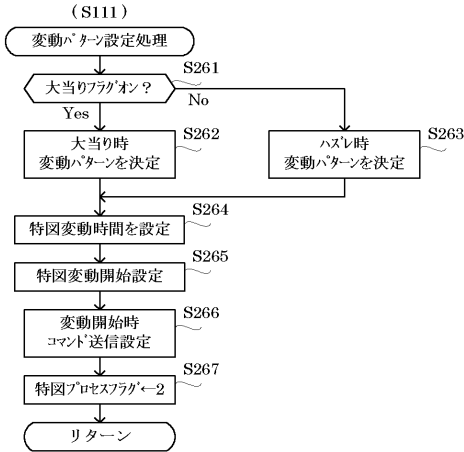 (S111)
変動ﾊﾟﾀｰﾝ設定処理
S261
大当りﾌﾗｸﾞｵﾝ？
No
Yes
S262
大当り時
変動ﾊﾟﾀｰﾝを決定
S263
ﾊｽﾞﾚ時
変動ﾊﾟﾀｰﾝを決定
S264
特図変動時間を設定
S265
特図変動開始設定
S266
変動開始時
ｺﾏﾝﾄﾞ送信設定
S267
特図ﾌﾟﾛｾｽﾌﾗｸﾞ←2
リターン